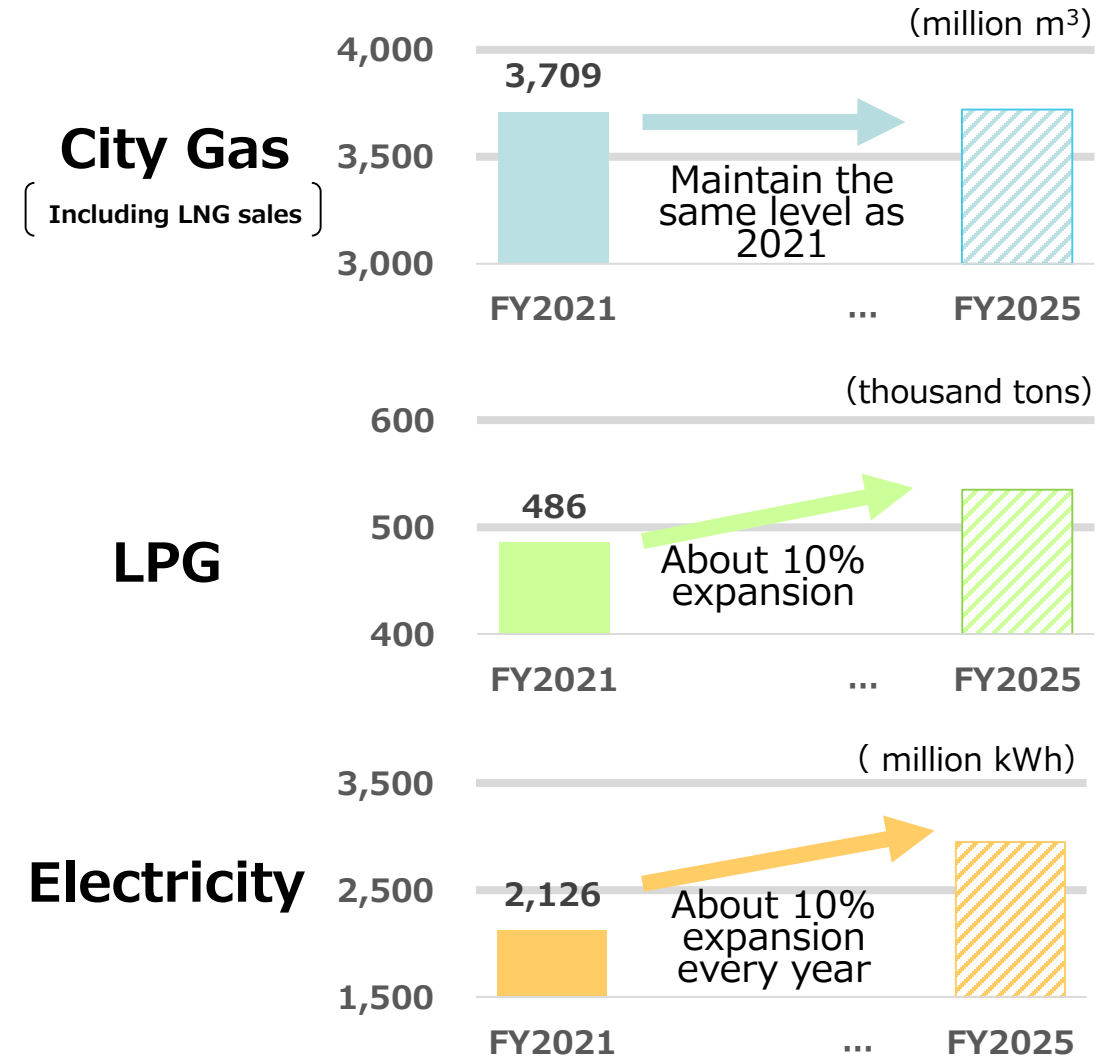 (million m³)
4,000
3,709
City Gas
3,500
Including LNG sales
Maintain the
same level as
2021
3,000
FY2021 ... FY2025
(thousand tons)
600
486
500
LPG
About 10%
expansion
400
FY2021 ... FY2025
( million kWh)
3,500
Electricity
2,500
2,126
About 10%
expansion
every year
1,500
FY2021 ... FY2025